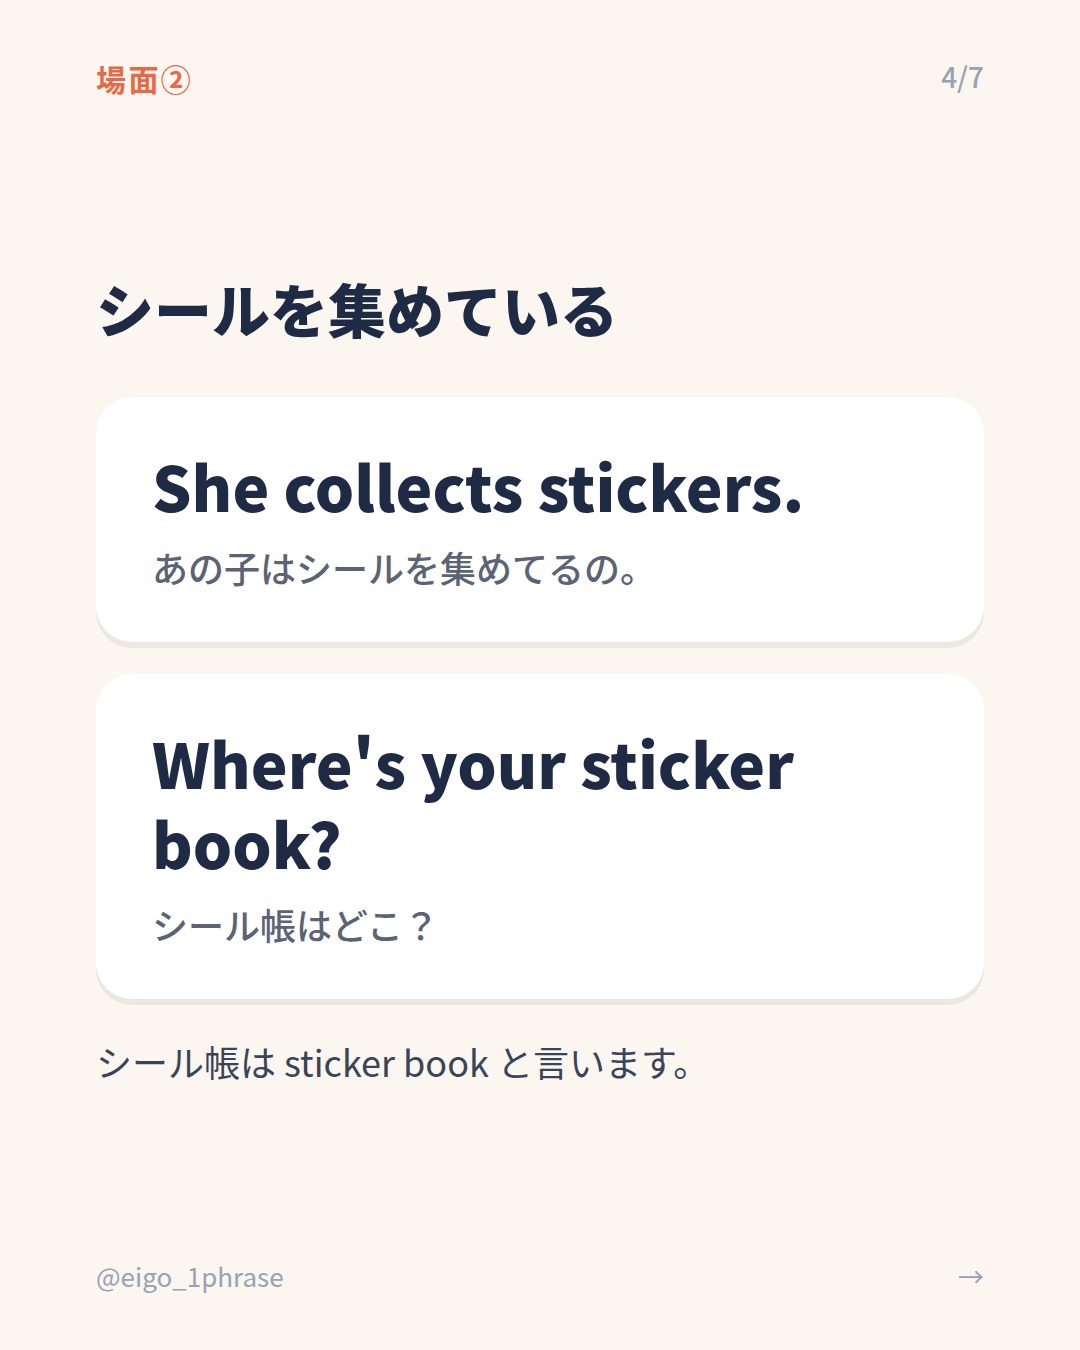 場面②
4/7
シールを集めている
She collects stickers.
あの子はシールを集めてるの。
Where's your sticker
book?
シール帳はどこ？
シール帳は sticker book と言います。
@eigo_1phrase
→